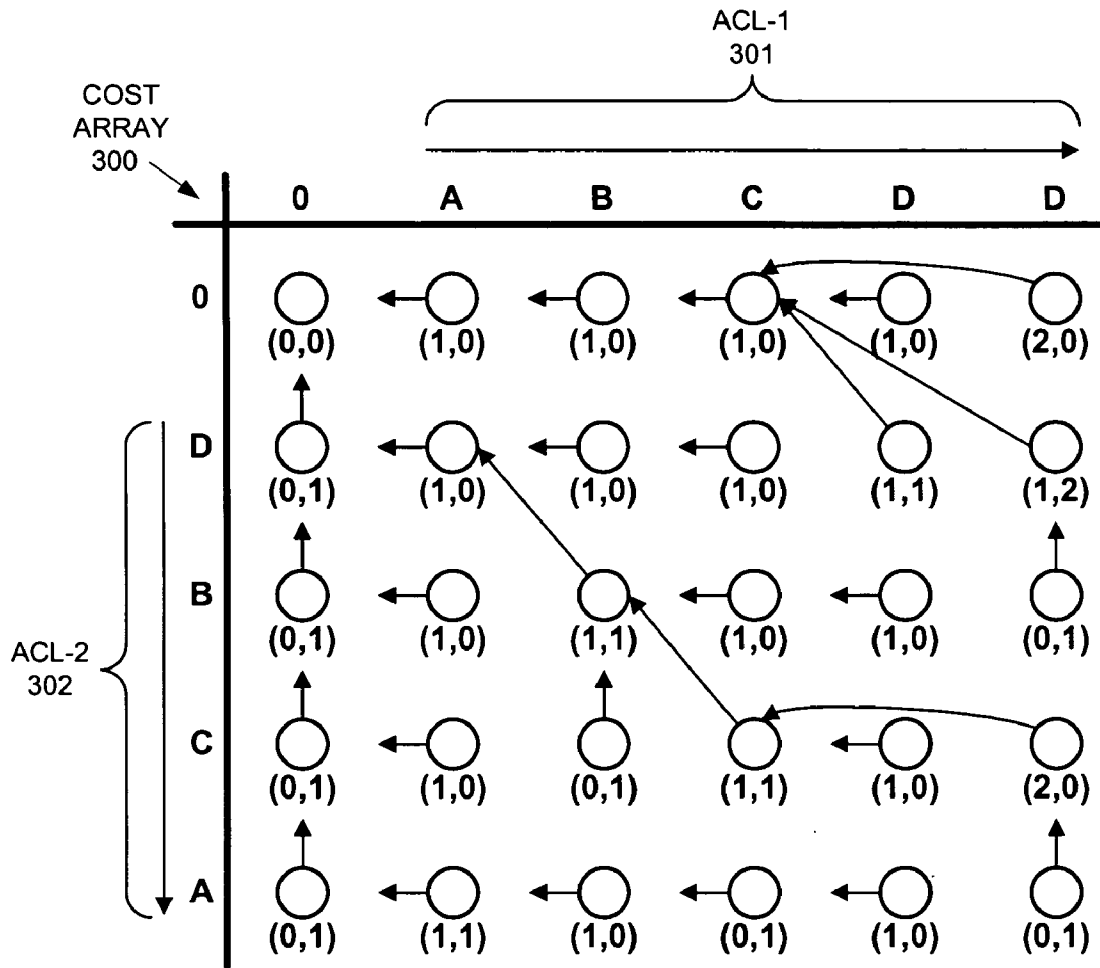 ACL-1
301
COST
ARRAY
300
0 A B C D D
0
(0,0) (1,0) (1,0) (1,0) (1,0) (2,0)
D
(0,1) (1,0) (1,0) (1,0) (1,1) (1,2)
B
(0,1) (1,0) (1,1) (1,0) (1,0) (0,1)
ACL-2
302
C
(0,1) (1,0) (0,1) (1,1) (1,0) (2,0)
A
(0,1) (1,1) (1,0) (0,1) (1,0) (0,1)